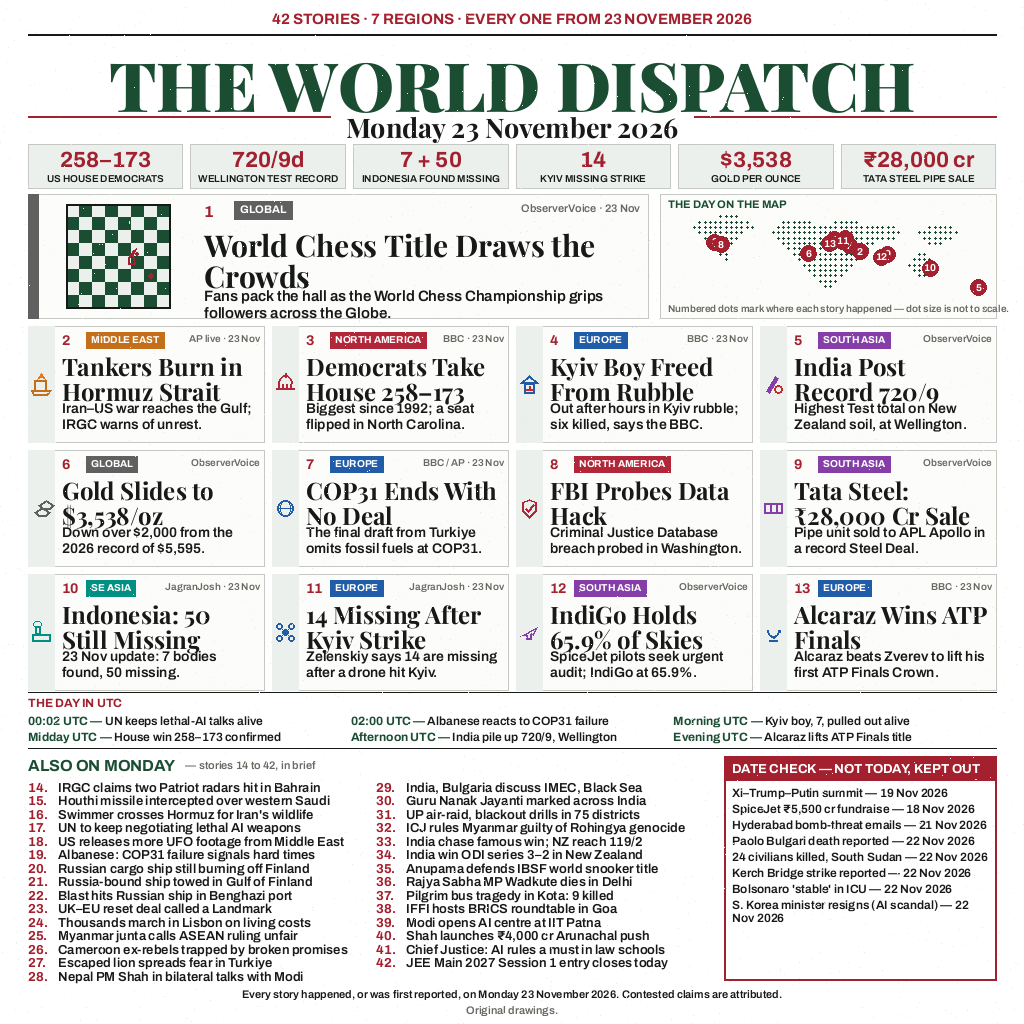 42 STORIES · 7 REGIONS · EVERY ONE FROM 23 NOVEMBER 2026
THE WORLD DISPATCH
Monday 23 November 2026
258–173
US HOUSE DEMOCRATS
720/9d
WELLINGTON TEST RECORD
7 + 50
INDONESIA FOUND MISSING
14
KYIV MISSING STRIKE
$3,538
GOLD PER OUNCE
₹28,000 cr
TATA STEEL PIPE SALE
1 GLOBAL ObserverVoice · 23 Nov
World Chess Title Draws the
Crowds
Fans pack the hall as the World Chess Championship grips
followers across the Globe.
THE DAY ON THE MAP
8
6
13
11
2
12
10
5
Numbered dots mark where each story happened — dot size is not to scale.
2 MIDDLE EAST AP live · 23 Nov
Tankers Burn in
Hormuz Strait
Iran–US war reaches the Gulf;
IRGC warns of unrest.
3 NORTH AMERICA BBC · 23 Nov
Democrats Take
House 258–173
Biggest since 1992; a seat
flipped in North Carolina.
4 EUROPE BBC · 23 Nov
Kyiv Boy Freed
From Rubble
Out after hours in Kyiv rubble;
six killed, says the BBC.
5 SOUTH ASIA ObserverVoice
India Post
Record 720/9
Highest Test total on New
Zealand soil, at Wellington.
6 GLOBAL ObserverVoice
Gold Slides to
$3,538/oz
Down over $2,000 from the
2026 record of $5,595.
7 EUROPE BBC / AP · 23 Nov
COP31 Ends With
No Deal
The final draft from Turkiye
omits fossil fuels at COP31.
8 NORTH AMERICA
FBI Probes Data
Hack
Criminal Justice Database
breach probed in Washington.
9 SOUTH ASIA ObserverVoice
Tata Steel:
₹28,000 Cr Sale
Pipe unit sold to APL Apollo in
a record Steel Deal.
10 SE ASIA JagranJosh · 23 Nov
Indonesia: 50
Still Missing
23 Nov update: 7 bodies
found, 50 missing.
11 EUROPE JagranJosh · 23 Nov
14 Missing After
Kyiv Strike
Zelenskiy says 14 are missing
after a drone hit Kyiv.
12 SOUTH ASIA ObserverVoice
IndiGo Holds
65.9% of Skies
SpiceJet pilots seek urgent
audit; IndiGo at 65.9%.
13 EUROPE BBC · 23 Nov
Alcaraz Wins ATP
Finals
Alcaraz beats Zverev to lift his
first ATP Finals Crown.
THE DAY IN UTC
00:02 UTC — UN keeps lethal-AI talks alive
02:00 UTC — Albanese reacts to COP31 failure
Morning UTC — Kyiv boy, 7, pulled out alive
Midday UTC — House win 258–173 confirmed
Afternoon UTC — India pile up 720/9, Wellington
Evening UTC — Alcaraz lifts ATP Finals title
ALSO ON MONDAY — stories 14 to 42, in brief
14. IRGC claims two Patriot radars hit in Bahrain
15. Houthi missile intercepted over western Saudi
16. Swimmer crosses Hormuz for Iran's wildlife
17. UN to keep negotiating lethal AI weapons
18. US releases more UFO footage from Middle East
19. Albanese: COP31 failure signals hard times
20. Russian cargo ship still burning off Finland
21. Russia-bound ship towed in Gulf of Finland
22. Blast hits Russian ship in Benghazi port
23. UK–EU reset deal called a Landmark
24. Thousands march in Lisbon on living costs
25. Myanmar junta calls ASEAN ruling unfair
26. Cameroon ex-rebels trapped by broken promises
27. Escaped lion spreads fear in Turkiye
28. Nepal PM Shah in bilateral talks with Modi
29. India, Bulgaria discuss IMEC, Black Sea
30. Guru Nanak Jayanti marked across India
31. UP air-raid, blackout drills in 75 districts
32. ICJ rules Myanmar guilty of Rohingya genocide
33. India chase famous win; NZ reach 119/2
34. India win ODI series 3–2 in New Zealand
35. Anupama defends IBSF world snooker title
36. Rajya Sabha MP Wadkute dies in Delhi
37. Pilgrim bus tragedy in Kota: 9 killed
38. IFFI hosts BRICS roundtable in Goa
39. Modi opens AI centre at IIT Patna
40. Shah launches ₹4,000 cr Arunachal push
41. Chief Justice: AI rules a must in law schools
42. JEE Main 2027 Session 1 entry closes today
DATE CHECK — NOT TODAY, KEPT OUT
Xi–Trump–Putin summit — 19 Nov 2026
SpiceJet ₹5,500 cr fundraise — 18 Nov 2026
Hyderabad bomb-threat emails — 21 Nov 2026
Paolo Bulgari death reported — 22 Nov 2026
24 civilians killed, South Sudan — 22 Nov 2026
Kerch Bridge strike reported — 22 Nov 2026
Bolsonaro 'stable' in ICU — 22 Nov 2026
S. Korea minister resigns (AI scandal) — 22
Nov 2026
Every story happened, or was first reported, on Monday 23 November 2026. Contested claims are attributed.
Original drawings.